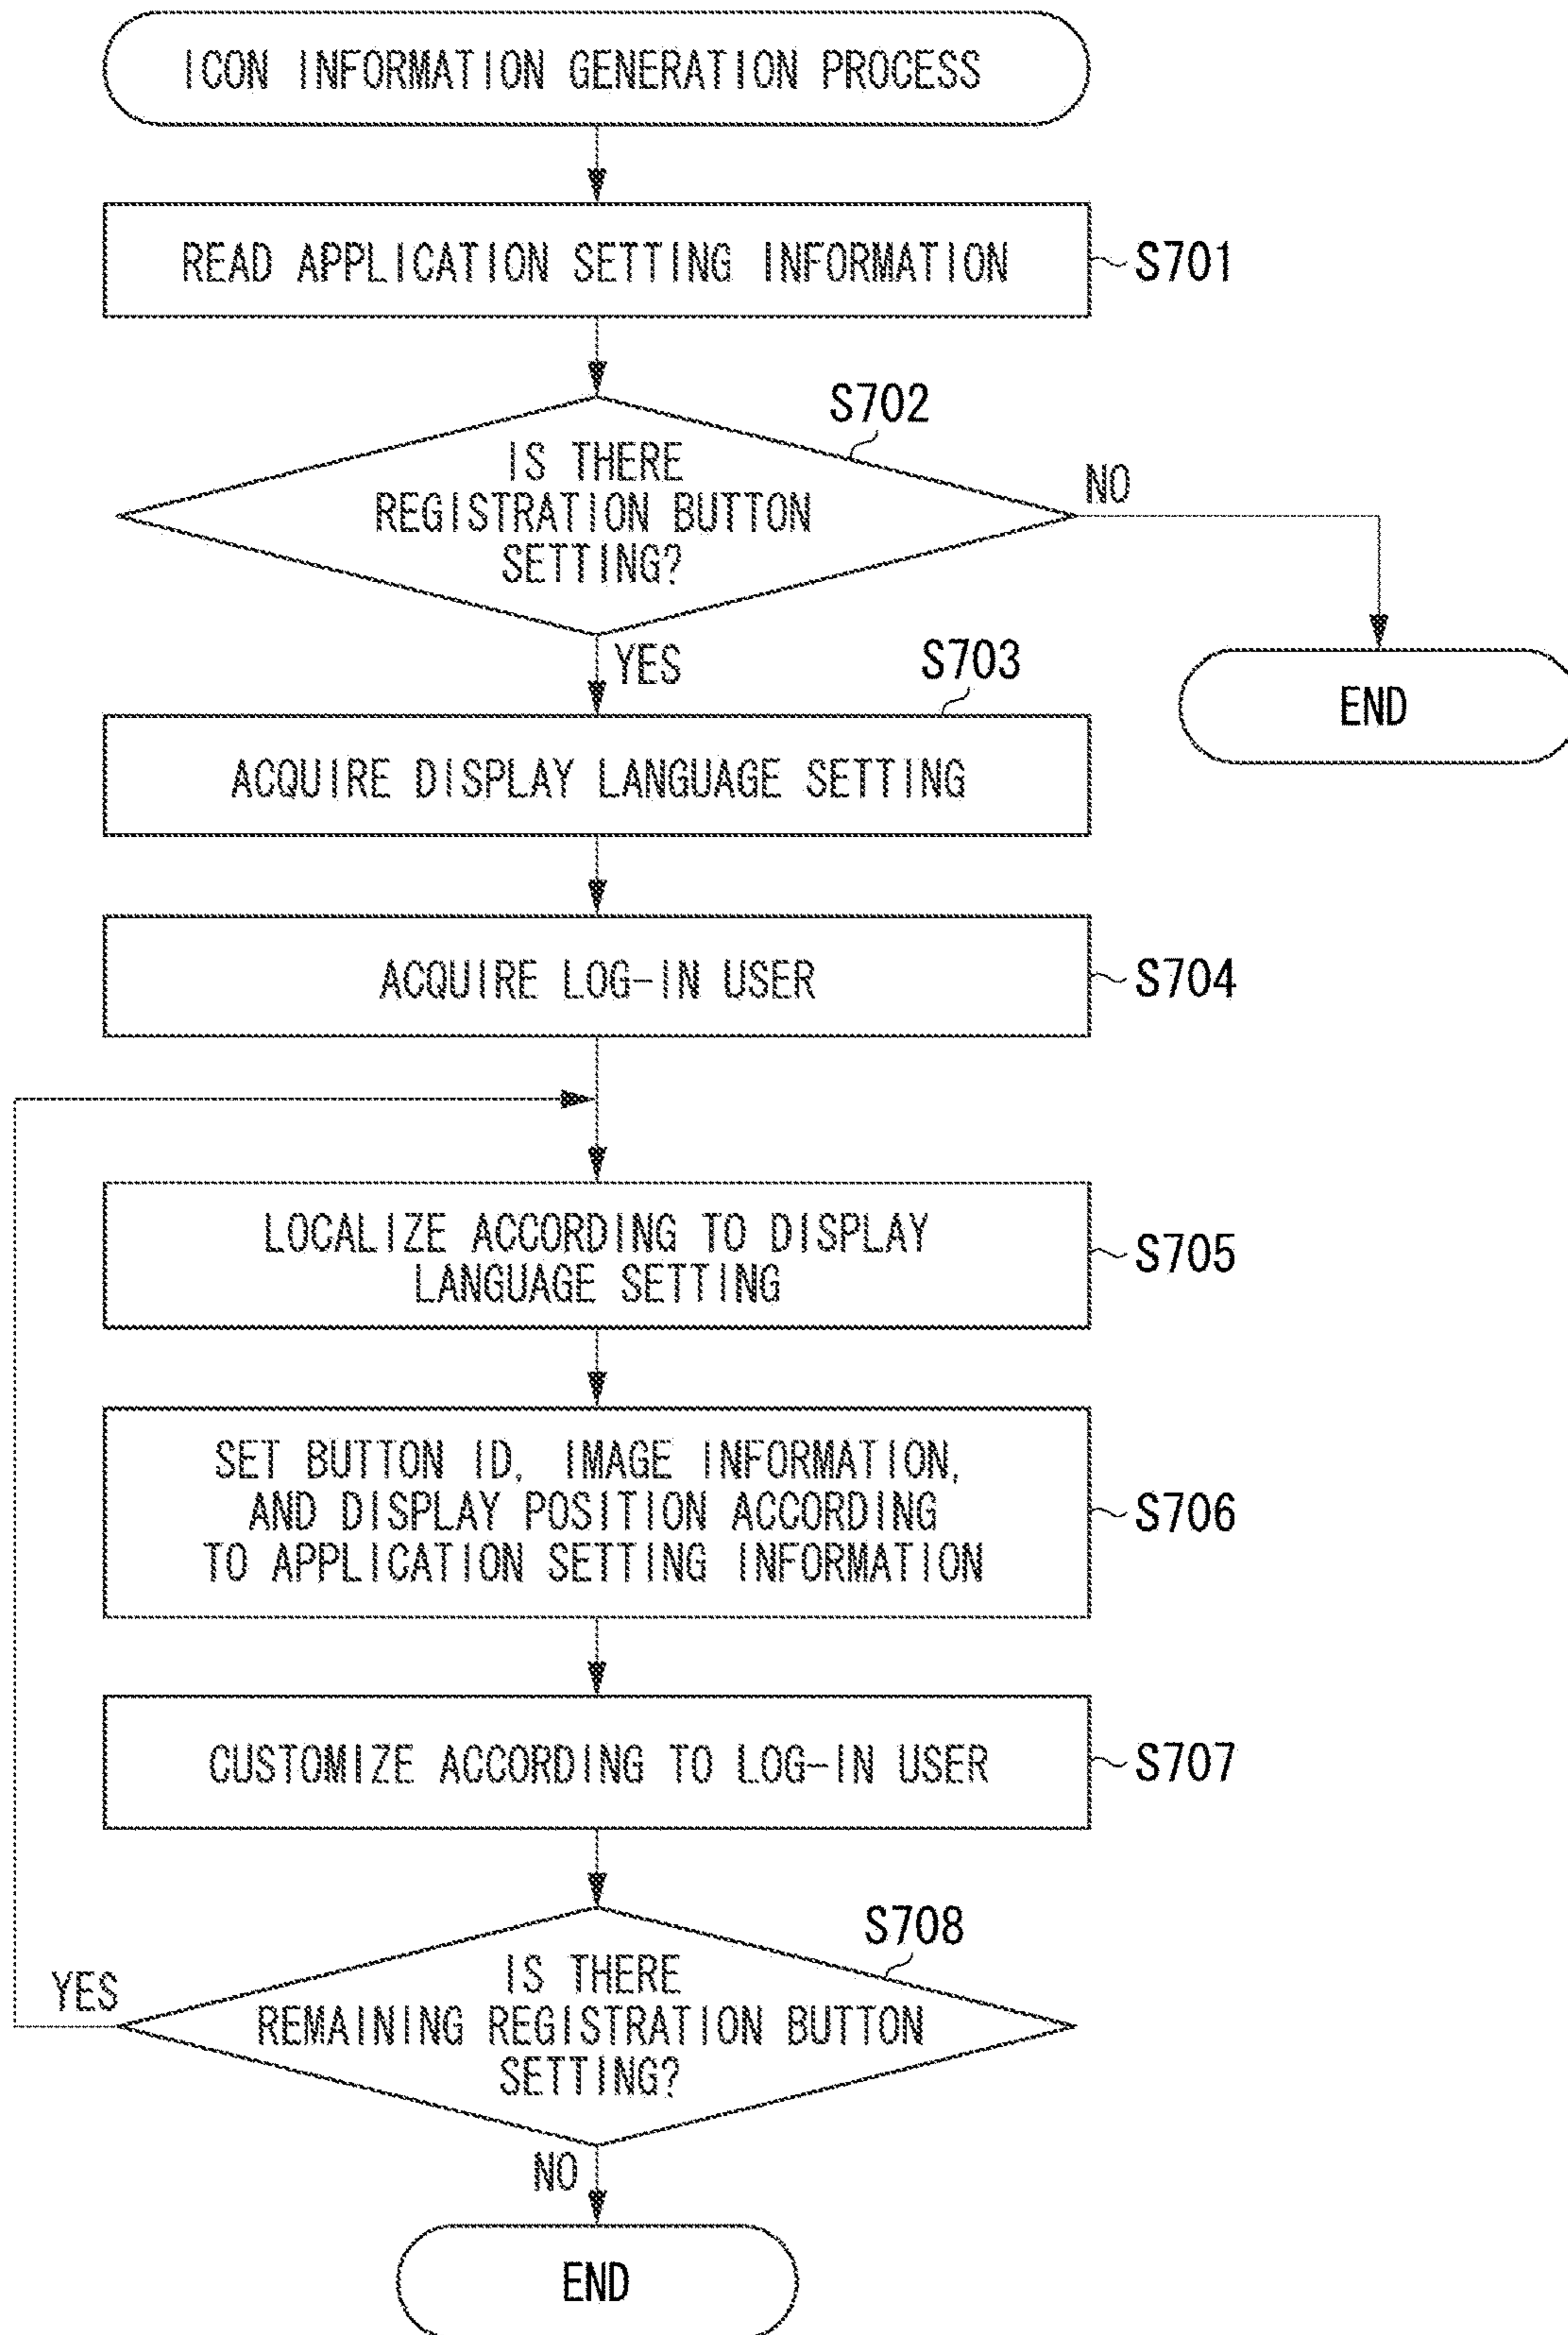 ICON INFORMATION GENERATION PROCESS
READ APPLICATION SETTING INFORMATION
S701
S702
IS THERE
REGISTRATION BUTTON
SETTING?
NO
YES
END
S703
ACQUIRE DISPLAY LANGUAGE SETTING
ACQUIRE LOG-IN USER
S704
LOCALIZE ACCORDING TO DISPLAY
LANGUAGE SETTING
S705
SET BUTTON ID, IMAGE INFORMATION,
AND DISPLAY POSITION ACCORDING
TO APPLICATION SETTING INFORMATION
S706
CUSTOMIZE ACCORDING TO LOG-IN USER
S707
S708
IS THERE
REMAINING REGISTRATION BUTTON
SETTING?
YES
NO
END